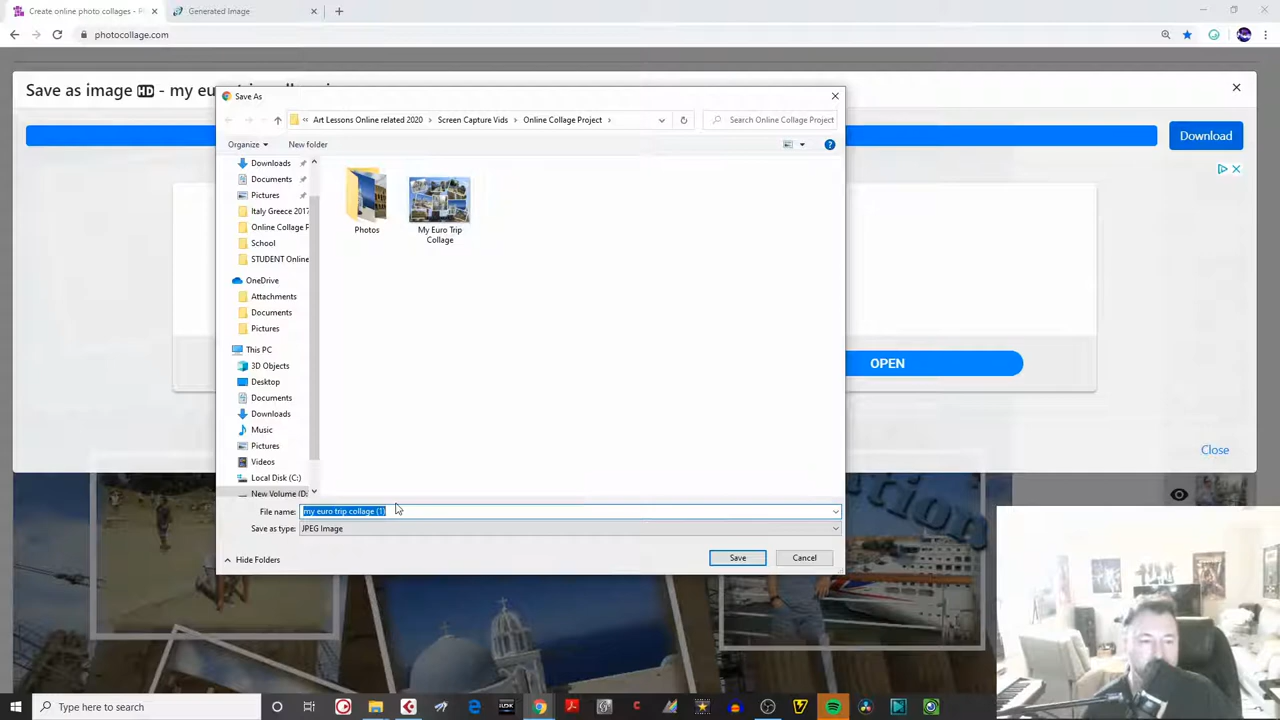 Create online photo collages -
Generated Image
photocollage.com
Save as image HD - my eu
Save As
Art Lessons Online related 2020 > Screen Capture Vids > Online Collage Project >
Search Online Collage Project
Download
Organize
New folder
Downloads
Documents
Pictures
Italy Greece 2017
Online Collage P
School
STUDENT Online
OneDrive
Attachments
Documents
Pictures
This PC
3D Objects
Desktop
Documents
Downloads
Music
Pictures
Videos
Local Disk (C:)
New Volume (D:
Photos
My Euro Trip
Collage
OPEN
Close
File name: my euro trip collage (1)
Save as type: JPEG Image
Hide Folders
Save
Cancel
Type here to search